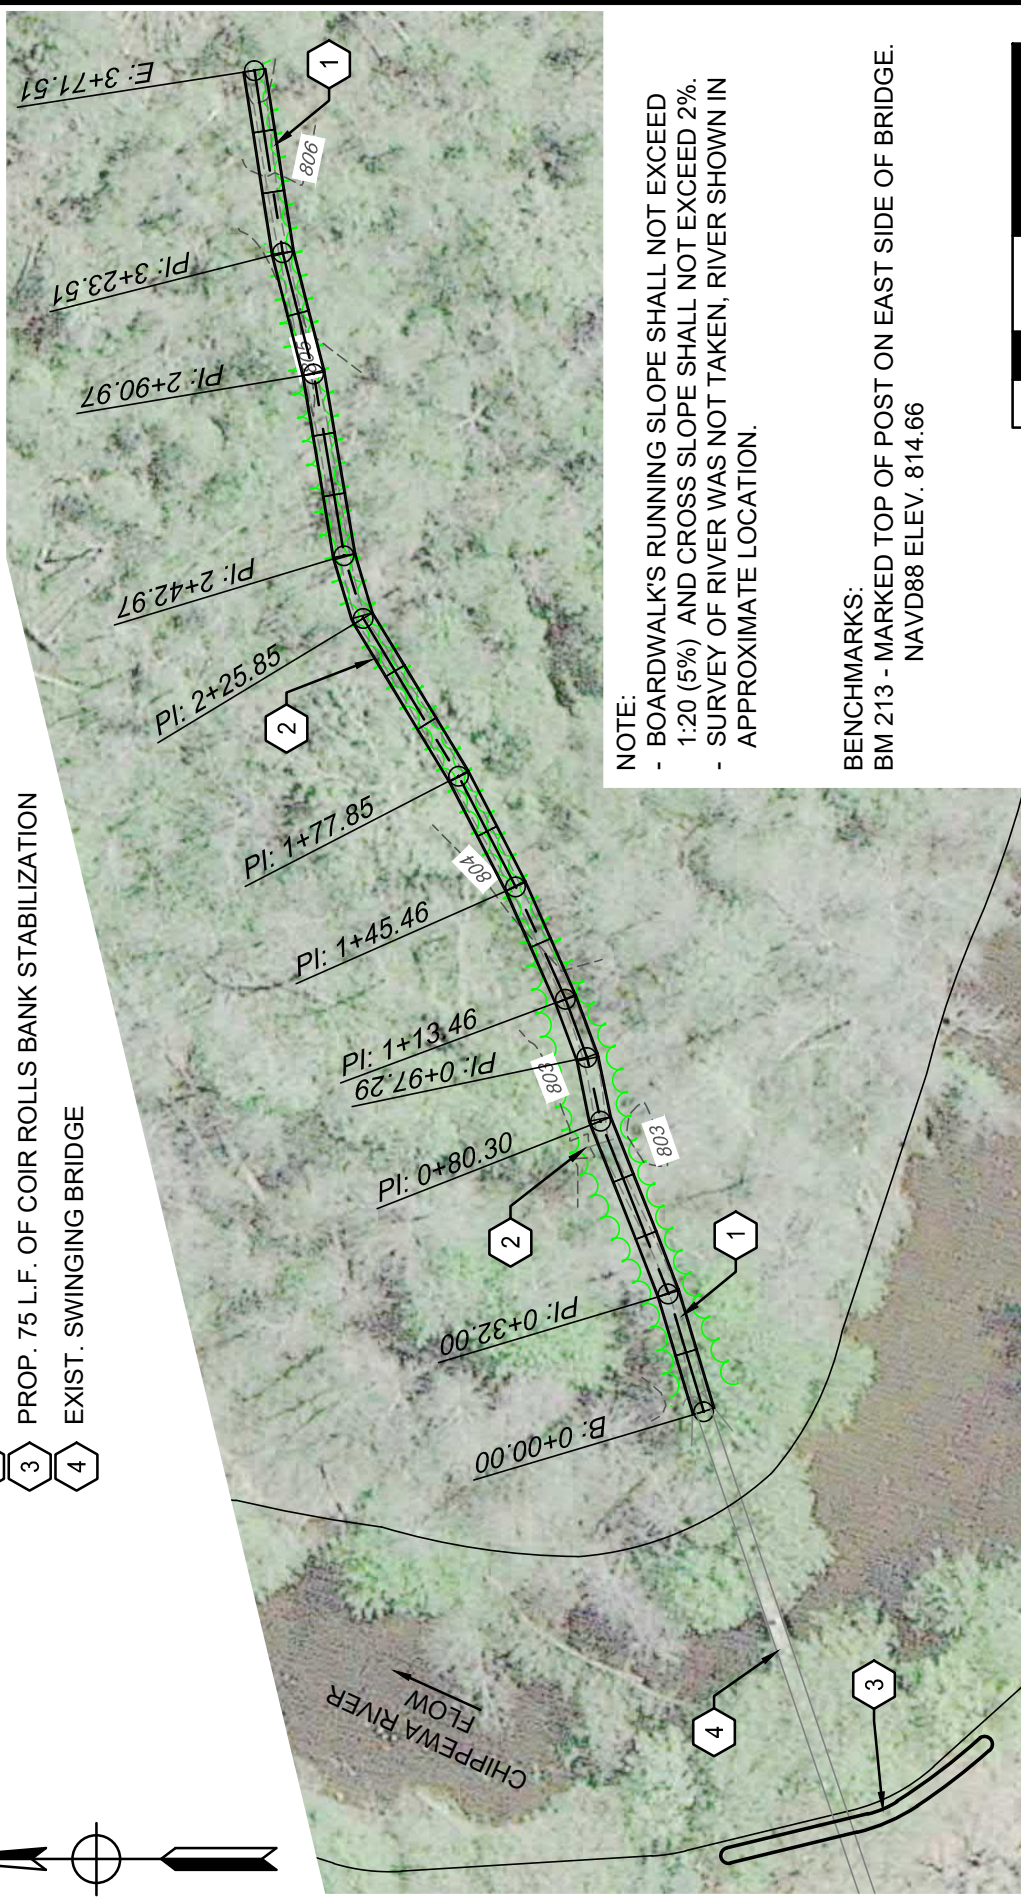 3 PROP. 75 L.F. OF COIR ROLLS BANK STABILIZATION
4 EXIST. SWINGING BRIDGE
CHIPPEWA RIVER
FLOW
B: 0+00.00
PI: 0+32.00
PI: 0+80.30
PI: 0+97.29
PI: 1+13.46
PI: 1+45.46
PI: 1+77.85
PI: 2+25.85
PI: 2+42.97
PI: 2+90.97
PI: 3+23.51
E: 3+71.51
803
803
804
806
1
2
2
1
3
4
NOTE:
- BOARDWALKS RUNNING SLOPE SHALL NOT EXCEED
1:20 (5%) AND CROSS SLOPE SHALL NOT EXCEED 2%.
- SURVEY OF RIVER WAS NOT TAKEN, RIVER SHOWN IN
APPROXIMATE LOCATION.
BENCHMARKS:
BM 213 - MARKED TOP OF POST ON EAST SIDE OF BRIDGE.
NAVD88 ELEV. 814.66